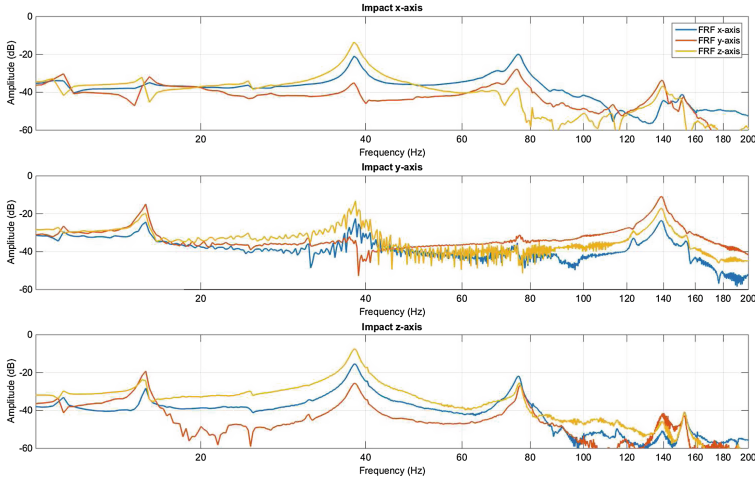 Impact x-axis
0
-20
-40
-60
Amplitude (dB)
FRF x-axis
FRF y-axis
FRF z-axis
20 40 60 80 100 120 140 160 180 200
Frequency (Hz)
Impact y-axis
0
-20
-40
-60
Amplitude (dB)
20 40 60 80 100 120 140 160 180 200
Frequency (Hz)
Impact z-axis
0
-20
-40
-60
Amplitude (dB)
20 40 60 80 100 120 140 160 180 200
Frequency (Hz)